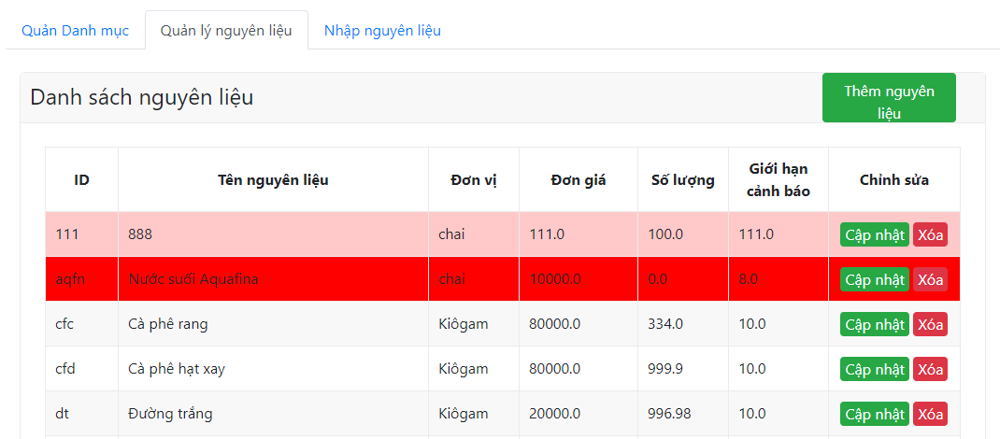 Quản Danh mục Quản lý nguyên liệu Nhập nguyên liệu
Danh sách nguyên liệu
Thêm nguyên
liệu
ID Tên nguyên liệu Đơn vị Đơn giá Số lượng Giới hạn
cảnh báo Chỉnh sửa
111 888 chai 111.0 100.0 111.0 Cập nhật Xóa
aqfn Nước suối Aquafina chai 10000.0 0.0 8.0 Cập nhật Xóa
cfc Cà phê rang Kiôgam 80000.0 334.0 10.0 Cập nhật Xóa
cfd Cà phê hạt xay Kiôgam 80000.0 999.9 10.0 Cập nhật Xóa
dt Đường trắng Kiôgam 20000.0 996.98 10.0 Cập nhật Xóa